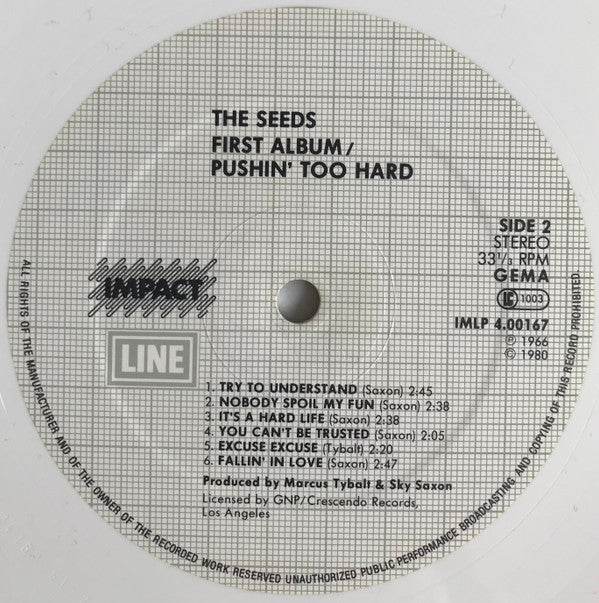 THE SEEDS
FIRST ALBUM/
PUSHIN' TOO HARD
SIDE 2
STEREO
33⅓ RPM
GEMA
LC 1003
IMPACT
LINE
IMLP 4.00167
Ⓟ 1966
© 1980
1. TRY TO UNDERSTAND (Saxon) 2:45
2. NOBODY SPOIL MY FUN (Saxon) 2:38
3. IT'S A HARD LIFE (Saxon) 2:38
4. YOU CAN'T BE TRUSTED (Saxon) 2:05
5. EXCUSE EXCUSE (Tybalt) 2:20
6. FALLIN' IN LOVE (Saxon) 2:47
Produced by Marcus Tybalt & Sky Saxon
Licensed by GNP/Crescendo Records,
Los Angeles
ALL RIGHTS OF THE MANUFACTURER AND OF THE OWNER OF THE RECORDED WORK RESERVED UNAUTHORIZED PUBLIC PERFORMANCE BROADCASTING AND COPYING OF THIS RECORD PROHIBITED.